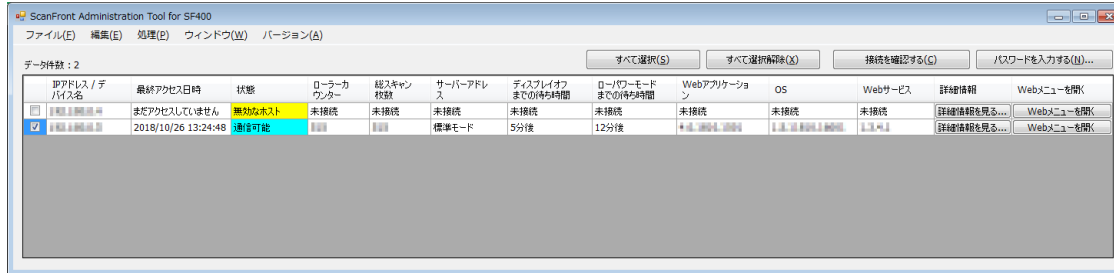 ScanFront Administration Tool for SF400
ファイル(F) 編集(E) 処理(P) ウィンドウ(W) バージョン(A)
データ件数 : 2
すべて選択(S) すべて選択解除(X) 接続を確認する(C) パスワードを入力する(N)...
IPアドレス / デバイス名 最終アクセス日時 状態 ローラーカウンター 総スキャン枚数 サーバーアドレス ディスプレイオフまでの待ち時間 ローパワーモードまでの待ち時間 Webアプリケーション OS Webサービス 詳細情報 Webメニューを開く
まだアクセスしていません 無効なホスト 未接続 未接続 未接続 未接続 未接続 未接続 未接続 未接続 詳細情報を見る... Webメニューを開く
2018/10/26 13:24:48 通信可能 標準モード 5分後 12分後 詳細情報を見る... Webメニューを開く